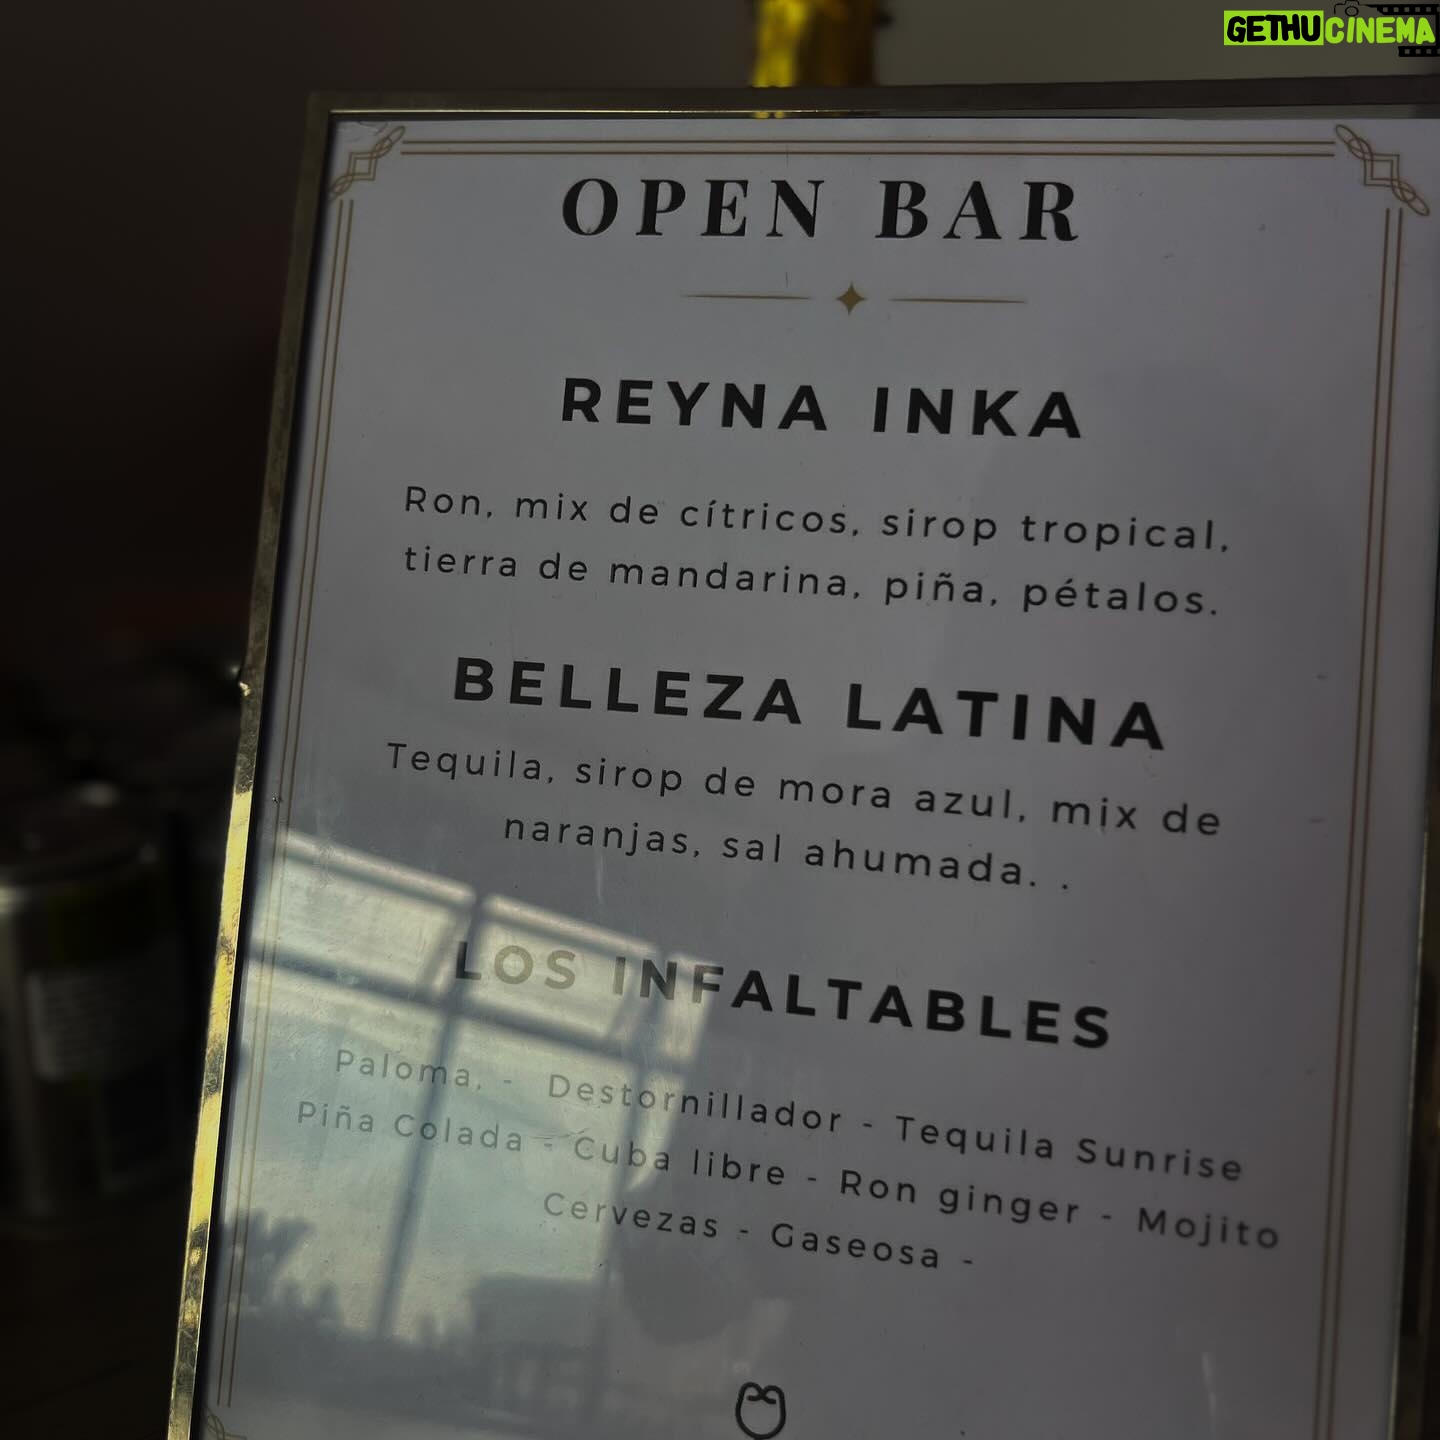 GETHUCINEMA
OPEN BAR
REYNA INKA
Ron, mix de cítricos, sirop tropical,
tierra de mandarina, piña, pétalos.
BELLEZA LATINA
Tequila, sirop de mora azul, mix de
naranjas, sal ahumada. .
LOS INFALTABLES
Paloma, - Destornillador - Tequila Sunrise
Piña Colada - Cuba libre - Ron ginger - Mojito
Cervezas - Gaseosa -